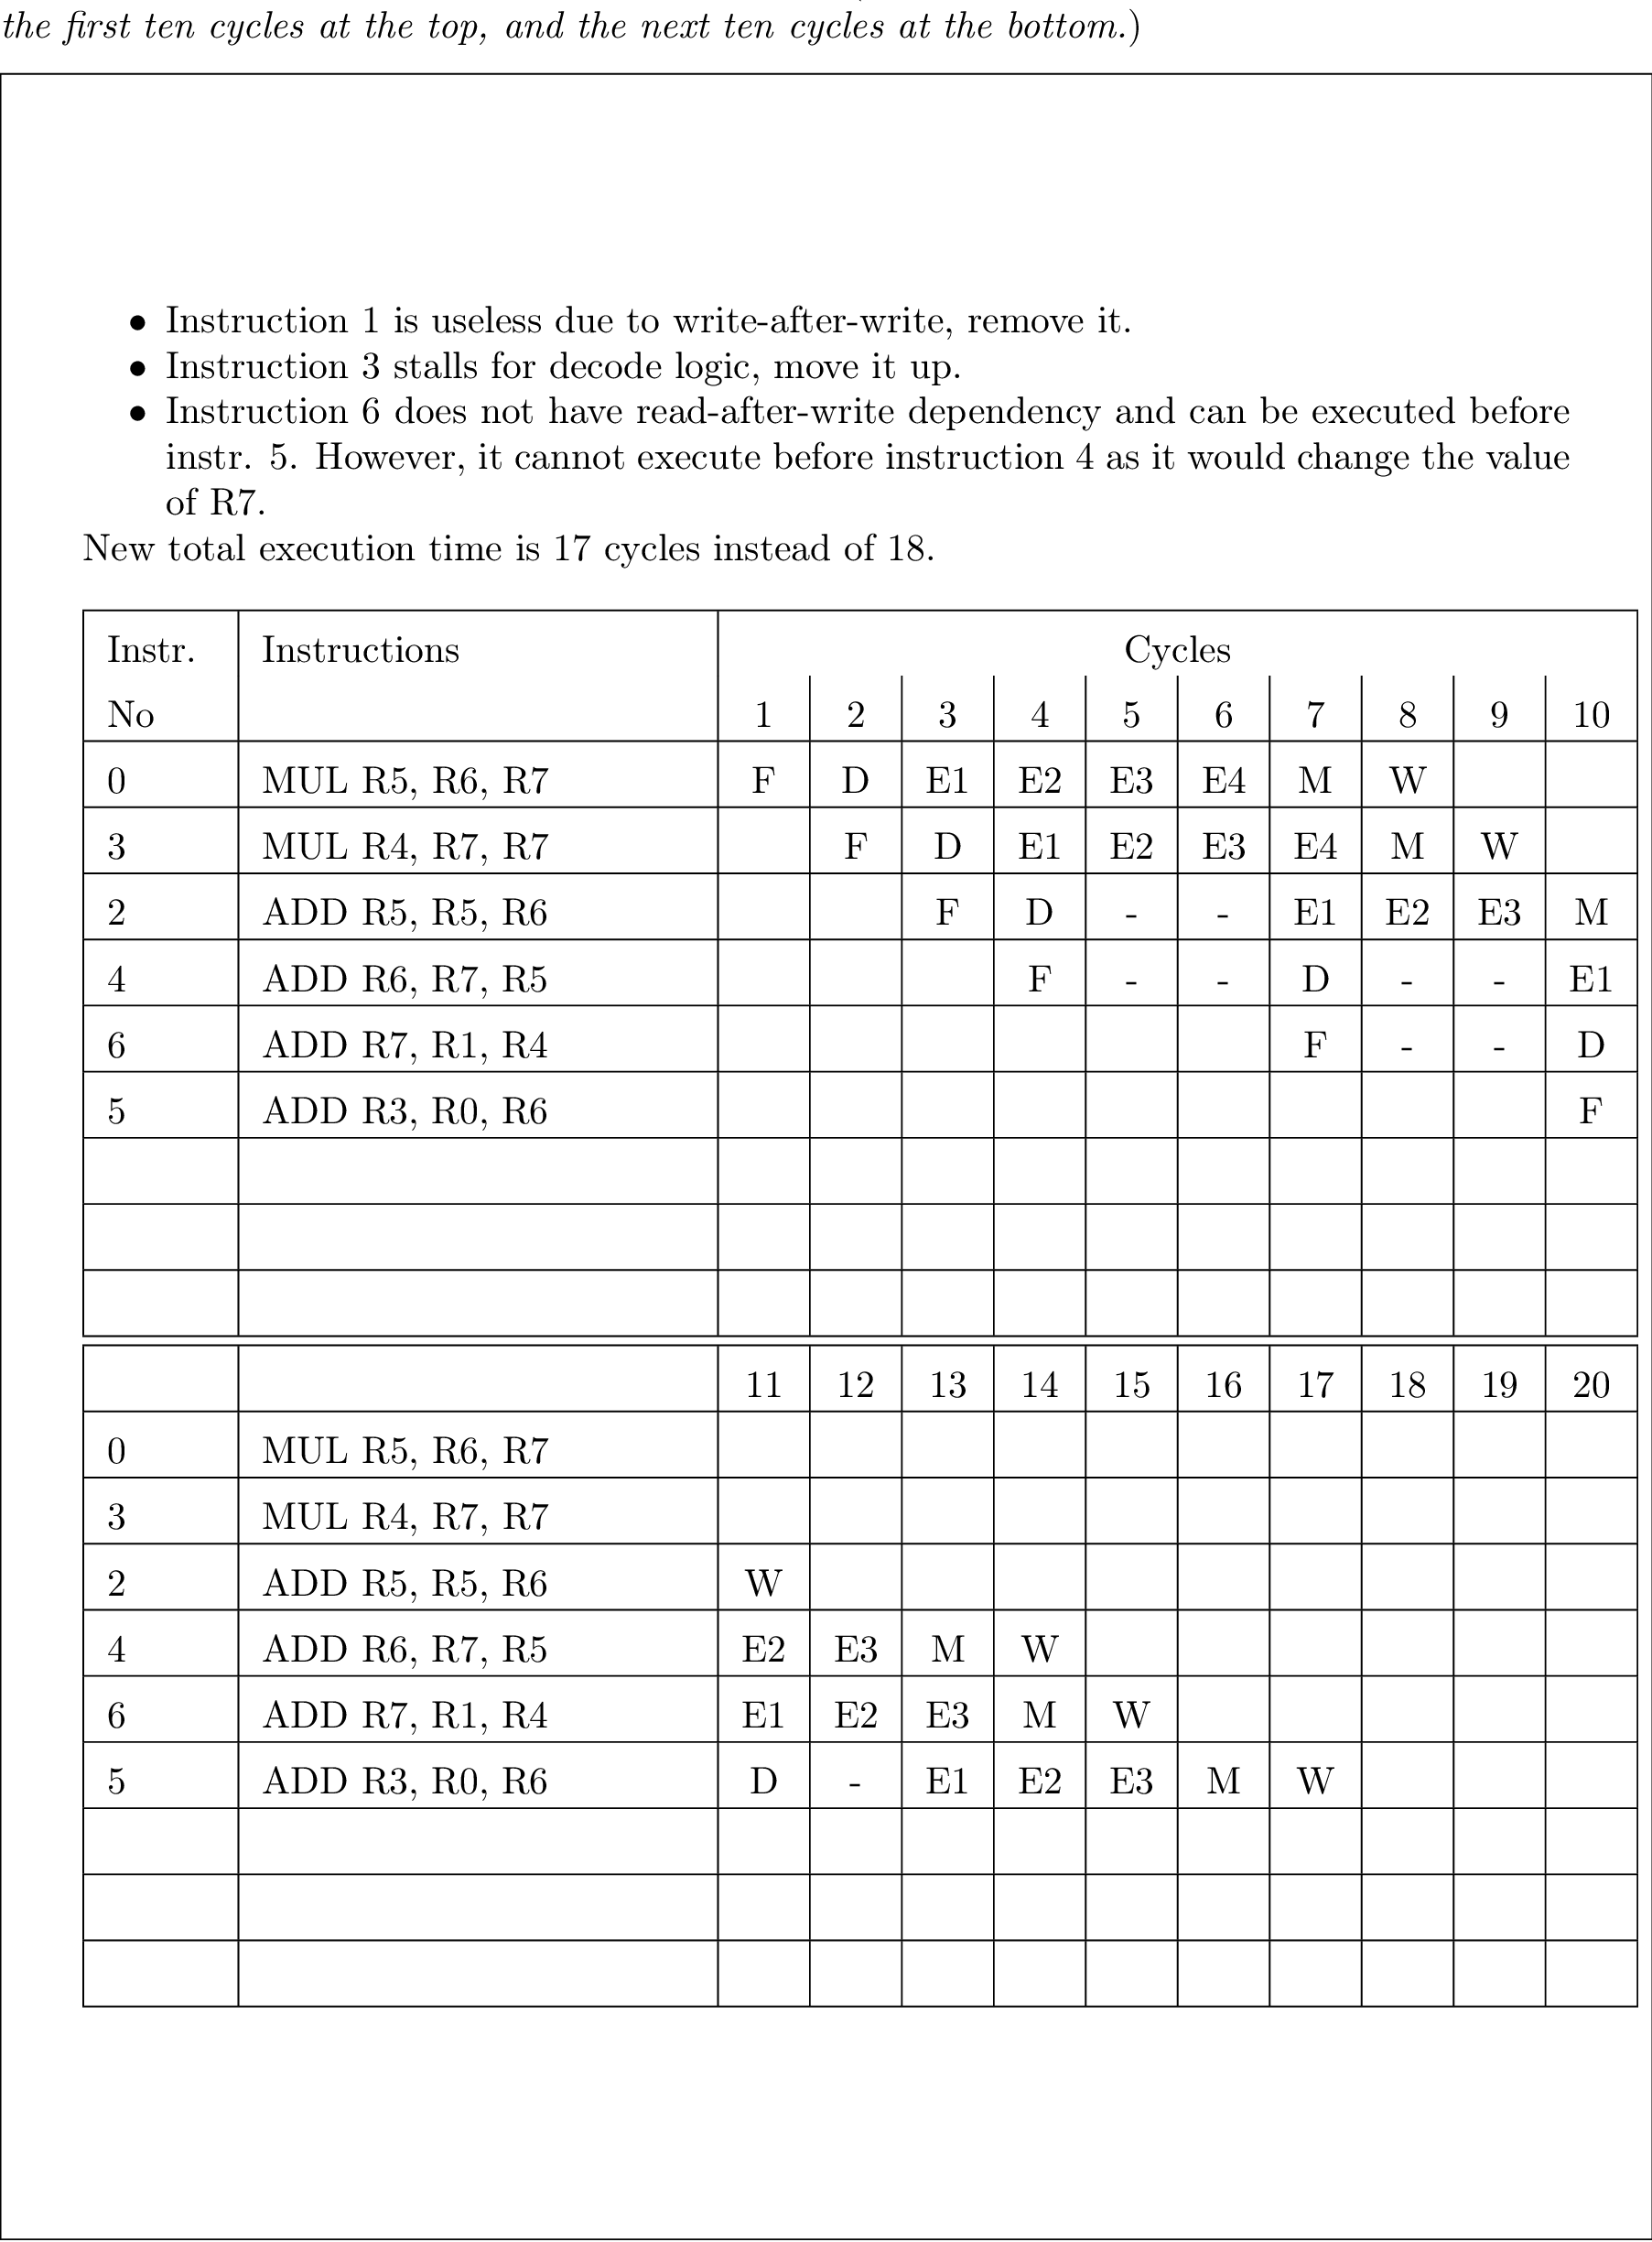 the first ten cycles at the top, and the next ten cycles at the bottom.)
• Instruction 1 is useless due to write-after-write, remove it.
• Instruction 3 stalls for decode logic, move it up.
• Instruction 6 does not have read-after-write dependency and can be executed before
instr. 5. However, it cannot execute before instruction 4 as it would change the value
of R7.
New total execution time is 17 cycles instead of 18.
Instr. Instructions Cycles
No 1 2 3 4 5 6 7 8 9 10
0 MUL R5, R6, R7 F D E1 E2 E3 E4 M W
3 MUL R4, R7, R7 F D E1 E2 E3 E4 M W
2 ADD R5, R5, R6 F D - - E1 E2 E3 M
4 ADD R6, R7, R5 F - - D - - E1
6 ADD R7, R1, R4 F - - D
5 ADD R3, R0, R6 F
11 12 13 14 15 16 17 18 19 20
0 MUL R5, R6, R7
3 MUL R4, R7, R7
2 ADD R5, R5, R6 W
4 ADD R6, R7, R5 E2 E3 M W
6 ADD R7, R1, R4 E1 E2 E3 M W
5 ADD R3, R0, R6 D - E1 E2 E3 M W